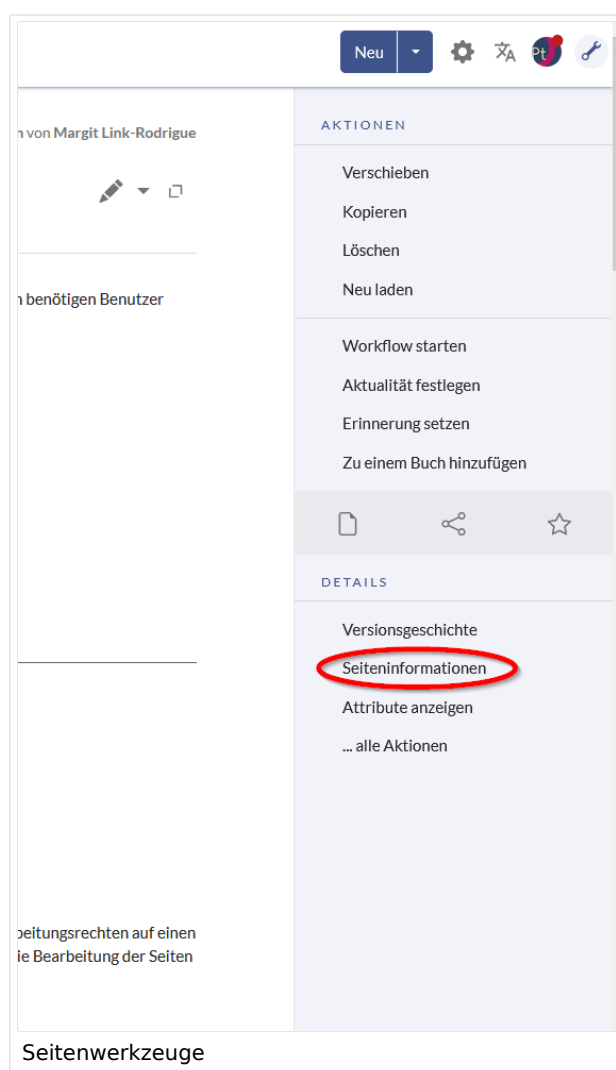 Neu
Pt
n von Margit Link-Rodrigue
AKTIONEN
Verschieben
Kopieren
Löschen
Neu laden
n benötigen Benutzer
Workflow starten
Aktualität festlegen
Erinnerung setzen
Zu einem Buch hinzufügen
DETAILS
Versionsgeschichte
Seiteninformationen
Attribute anzeigen
... alle Aktionen
beitungsrechten auf einen
ie Bearbeitung der Seiten
Seitenwerkzeuge